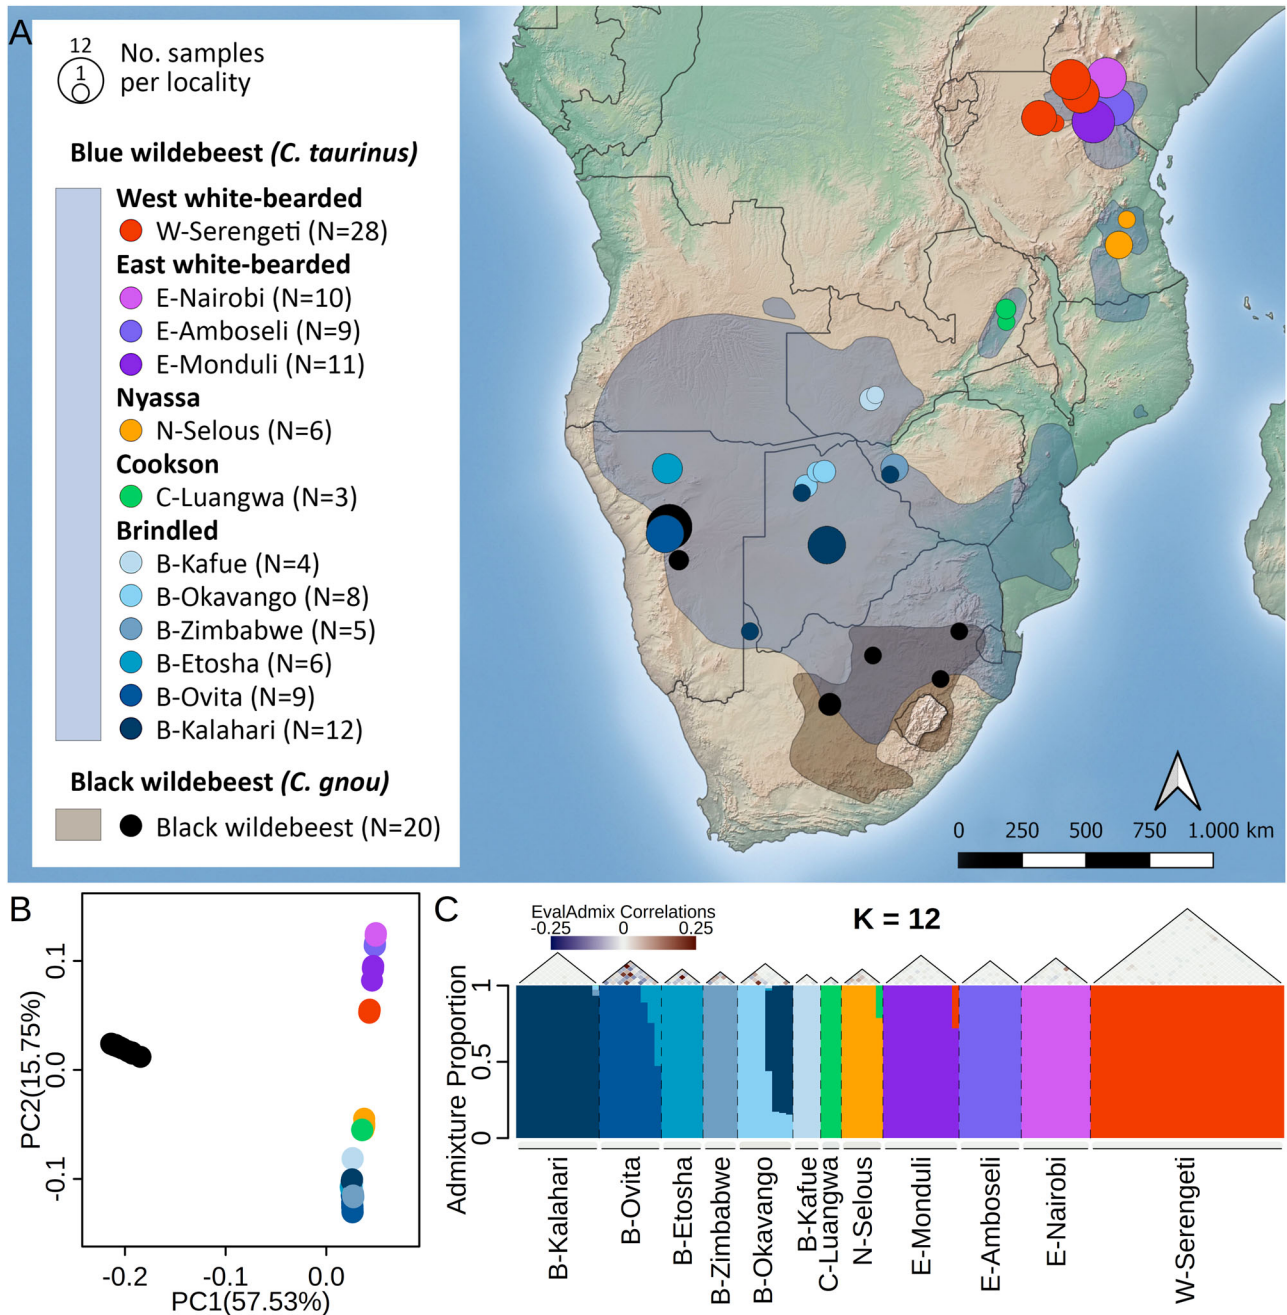 A
12
1
No. samples
per locality
Blue wildebeest (C. taurinus)
West white-bearded
W-Serengeti (N=28)
East white-bearded
E-Nairobi (N=10)
E-Amboseli (N=9)
E-Monduli (N=11)
Nyassa
N-Selous (N=6)
Cookson
C-Luangwa (N=3)
Brindled
B-Kafue (N=4)
B-Okavango (N=8)
B-Zimbabwe (N=5)
B-Etosha (N=6)
B-Ovita (N=9)
B-Kalahari (N=12)
Black wildebeest (C. gnou)
Black wildebeest (N=20)
0 250 500 750 1.000 km
B
PC2(15.75%)
0.1
0.0
-0.1
-0.2 -0.1 0.0
PC1(57.53%)
C
EvalAdmix Correlations
-0.25 0 0.25
K = 12
Admixture Proportion
1
0.5
0
B-Kalahari
B-Ovita
B-Etosha
B-Zimbabwe
B-Okavango
B-Kafue
C-Luangwa
N-Selous
E-Monduli
E-Amboseli
E-Nairobi
W-Serengeti